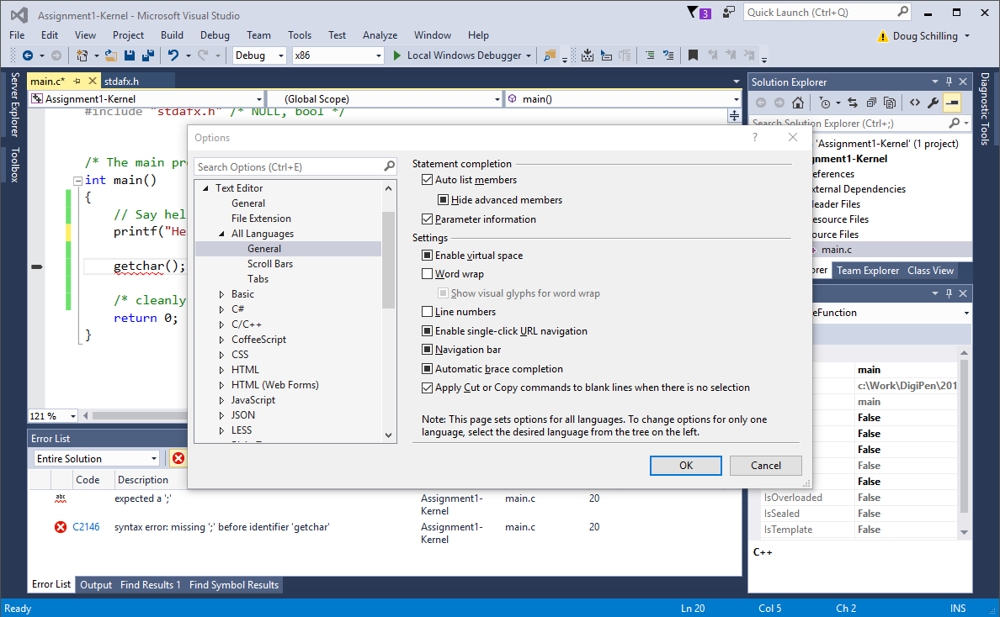 Assignment1-Kernel - Microsoft Visual Studio
3
Quick Launch (Ctrl+Q)
File Edit View Project Build Debug Team Tools Test Analyze Window Help
Doug Schilling
Debug x86 Local Windows Debugger
Server Explorer
Toolbox
main.c* stdafx.h
Assignment1-Kernel (Global Scope) main()
#include "stdafx.h" /* NULL, bool */
/* The main pr
int main()
{
// Say hel
printf("He
getchar();
/* cleanly
return 0;
}
121 %
Options
?
Search Options (Ctrl+E)
Text Editor
General
File Extension
All Languages
General
Scroll Bars
Tabs
Basic
C#
C/C++
CoffeeScript
CSS
HTML
HTML (Web Forms)
JavaScript
JSON
LESS
Statement completion
Auto list members
Hide advanced members
Parameter information
Settings
Enable virtual space
Word wrap
Show visual glyphs for word wrap
Line numbers
Enable single-click URL navigation
Navigation bar
Automatic brace completion
Apply Cut or Copy commands to blank lines when there is no selection
Note: This page sets options for all languages. To change options for only one
language, select the desired language from the tree on the left.
OK Cancel
Solution Explorer
Search Solution Explorer (Ctrl+;)
'Assignment1-Kernel' (1 project)
gnment1-Kernel
eferences
xternal Dependencies
eader Files
esource Files
ource Files
main.c
rer Team Explorer Class View
Diagnostic Tools
eFunction
main
c:\Work\DigiPen\201
main
False
False
False
False
False
IsOverloaded False
IsSealed False
IsTemplate False
C++
Error List
Entire Solution
Code Description
abc expected a ';' Assignment1-
Kernel main.c 20
C2146 syntax error: missing ';' before identifier 'getchar' Assignment1-
Kernel main.c 20
Error List Output Find Results 1 Find Symbol Results
Ready Ln 20 Col 5 Ch 2 INS